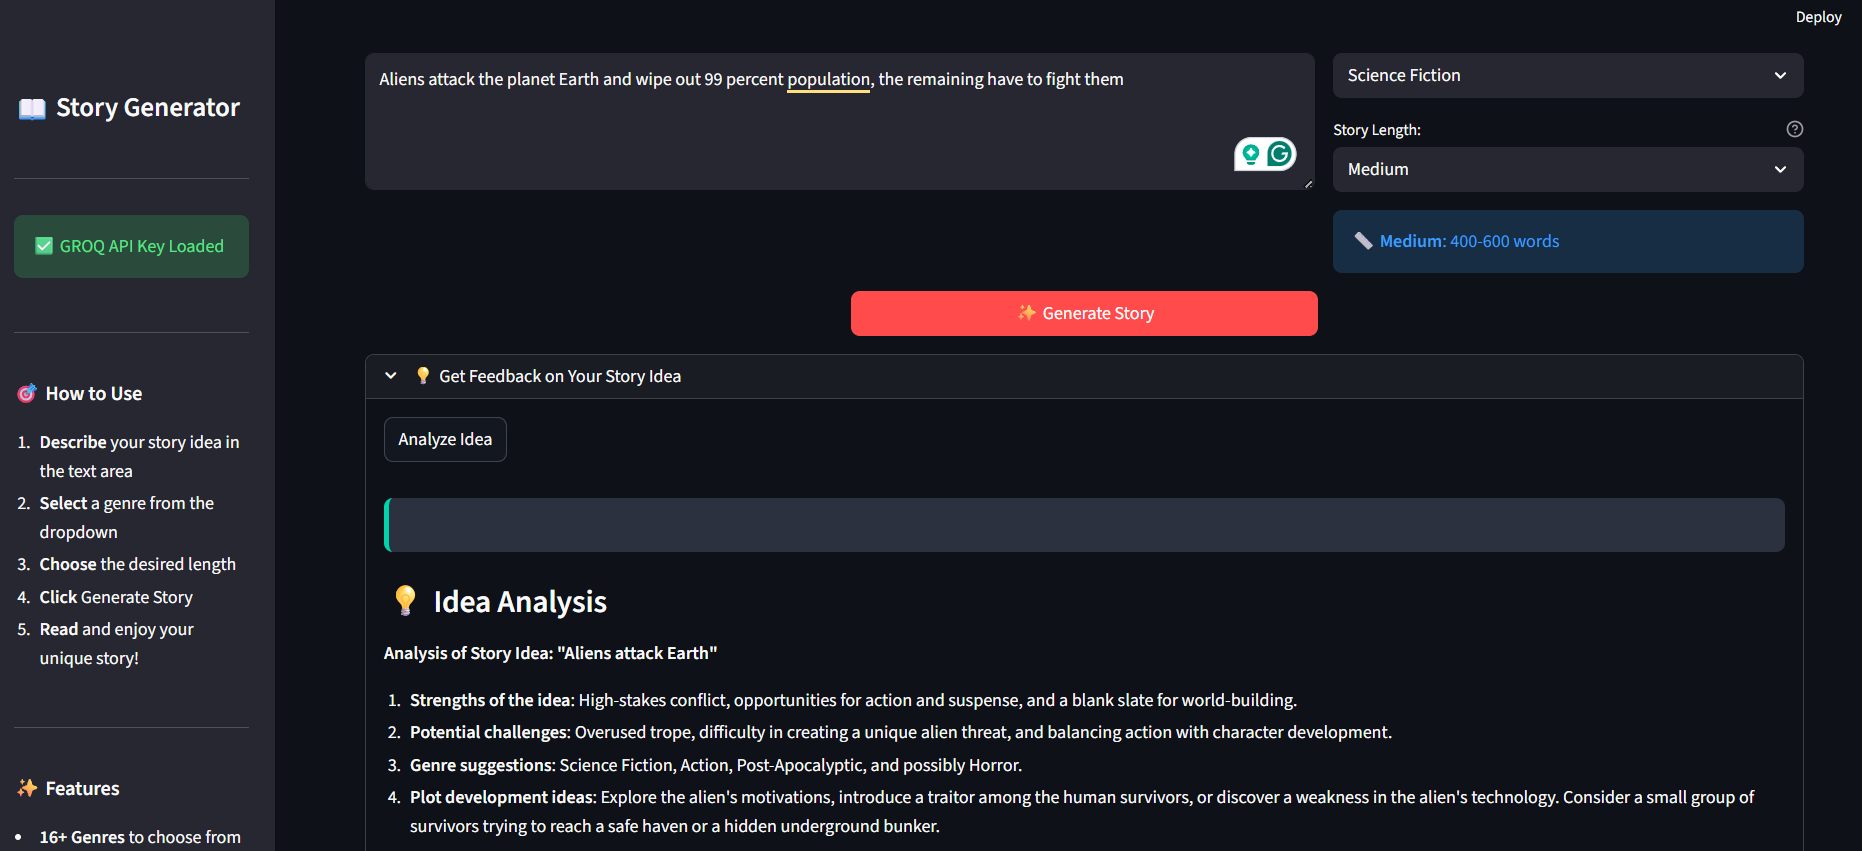 Deploy
Story Generator
GROQ API Key Loaded
How to Use
1. Describe your story idea in
the text area
2. Select a genre from the
dropdown
3. Choose the desired length
4. Click Generate Story
5. Read and enjoy your
unique story!
Features
• 16+ Genres to choose from
Aliens attack the planet Earth and wipe out 99 percent population, the remaining have to fight them
Science Fiction
Story Length:
Medium
Medium: 400-600 words
Generate Story
Get Feedback on Your Story Idea
Analyze Idea
Idea Analysis
Analysis of Story Idea: "Aliens attack Earth"
1. Strengths of the idea: High-stakes conflict, opportunities for action and suspense, and a blank slate for world-building.
2. Potential challenges: Overused trope, difficulty in creating a unique alien threat, and balancing action with character development.
3. Genre suggestions: Science Fiction, Action, Post-Apocalyptic, and possibly Horror.
4. Plot development ideas: Explore the alien's motivations, introduce a traitor among the human survivors, or discover a weakness in the alien's technology. Consider a small group of
survivors trying to reach a safe haven or a hidden underground bunker.